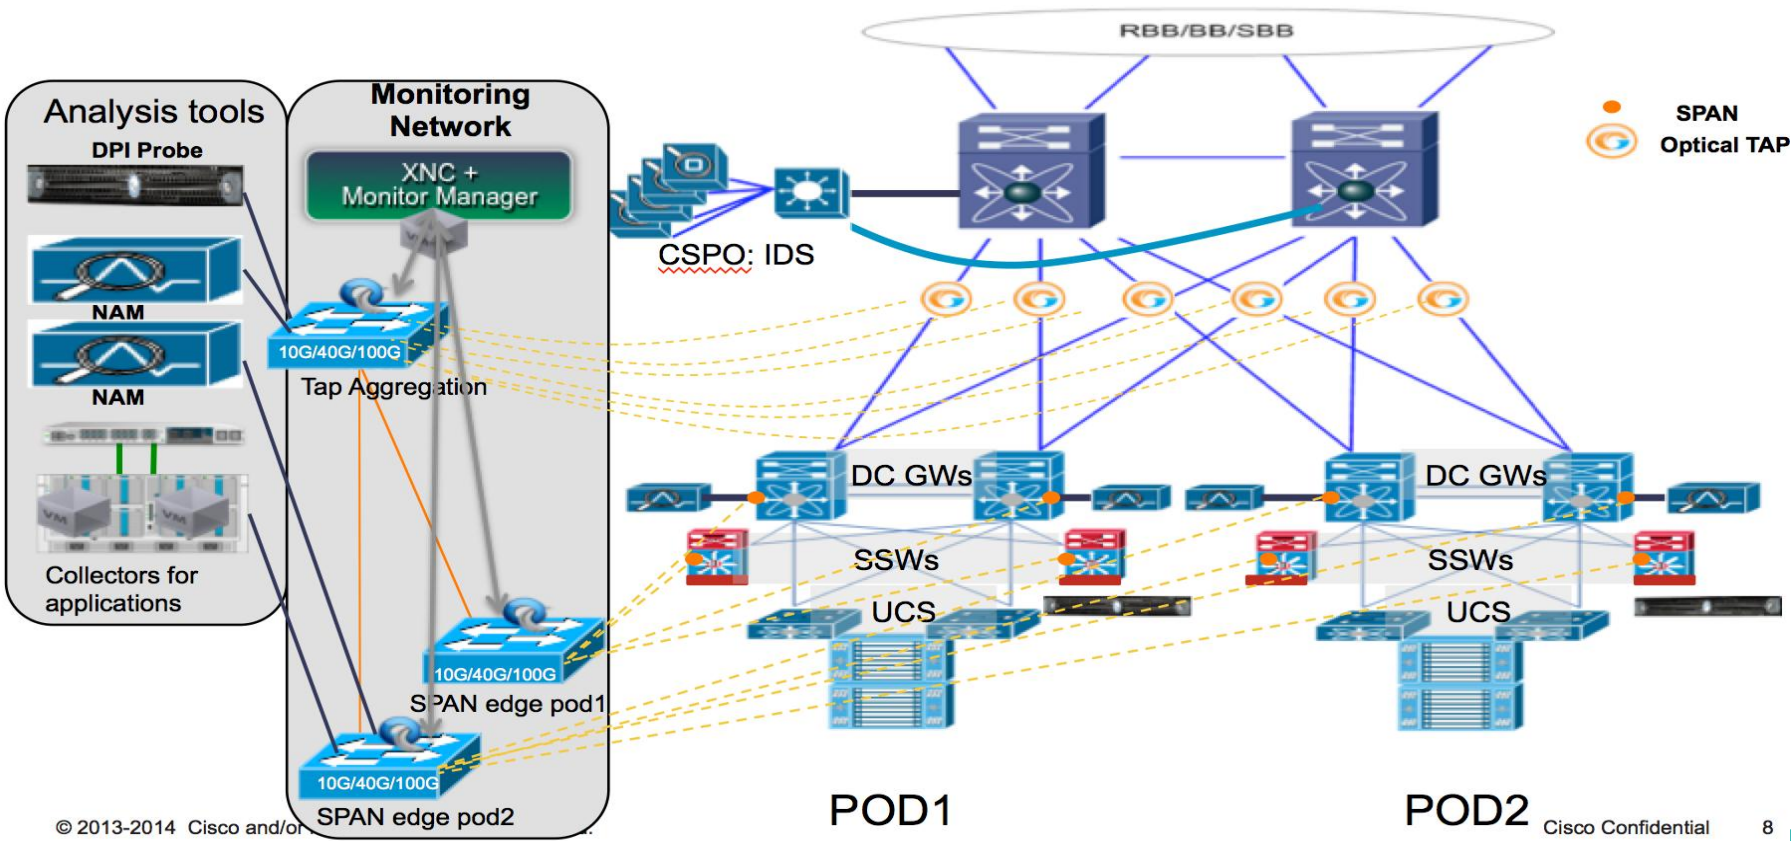 RBB/BB/SBB
Analysis tools
DPI Probe
NAM
NAM
Collectors for
applications
Monitoring
Network
XNC +
Monitor Manager
VM
10G/40G/100G
Tap Aggregation
10G/40G/100G
SPAN edge pod1
10G/40G/100G
SPAN edge pod2
VM
VM
CSPO: IDS
SPAN
Optical TAP
DC GWs
SSWs
UCS
DC GWs
SSWs
UCS
POD1
POD2
© 2013-2014 Cisco and/or
Cisco Confidential
8